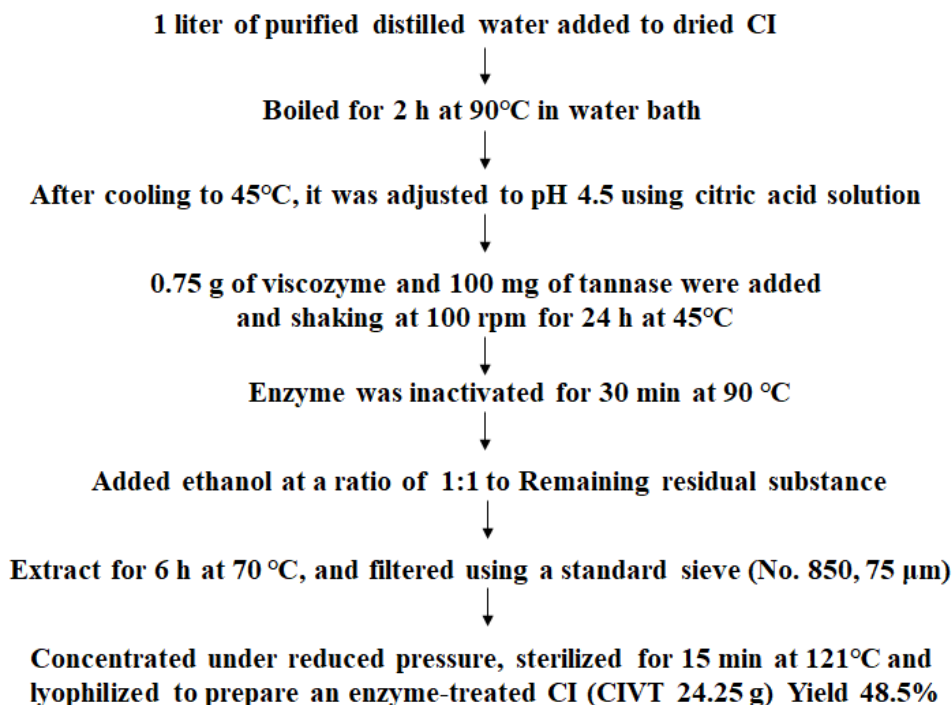 1 liter of purified distilled water added to dried CI
Boiled for 2 h at 90°C in water bath
After cooling to 45°C, it was adjusted to pH 4.5 using citric acid solution
0.75 g of viscozyme and 100 mg of tannase were added
and shaking at 100 rpm for 24 h at 45°C
Enzyme was inactivated for 30 min at 90 °C
Added ethanol at a ratio of 1:1 to Remaining residual substance
Extract for 6 h at 70 °C, and filtered using a standard sieve (No. 850, 75 μm)
Concentrated under reduced pressure, sterilized for 15 min at 121°C and
lyophilized to prepare an enzyme-treated CI (CIVT 24.25 g) Yield 48.5%